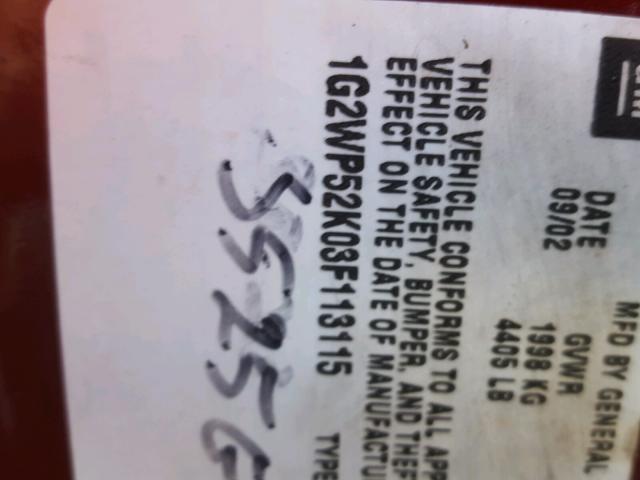 MFD BY GENERAL
DATE GVWR
09/02 1998 KG
4405 LB
THIS VEHICLE CONFORMS TO ALL APP
VEHICLE SAFETY, BUMPER, AND THEF
EFFECT ON THE DATE OF MANUFACTU
1G2WP52K03F113115 TYPE
5525